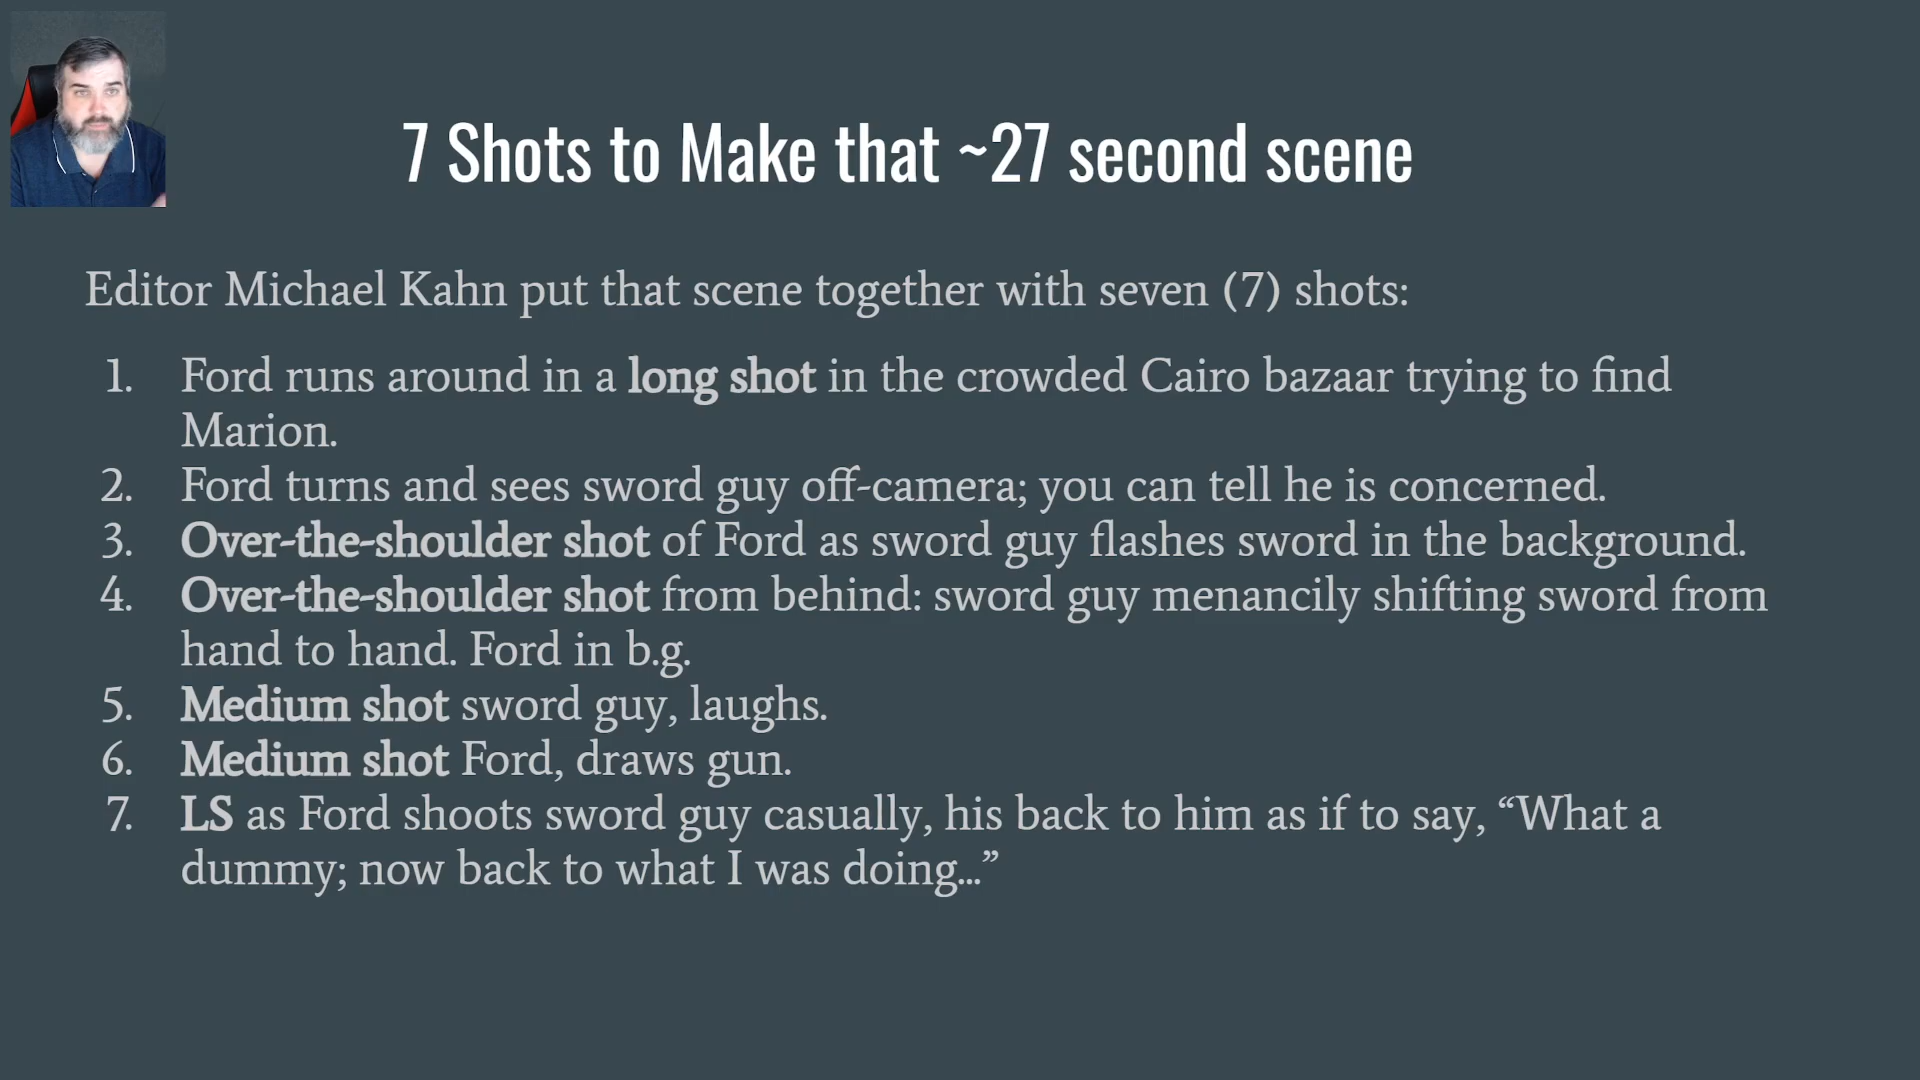 7 Shots to Make that ~27 second scene
Editor Michael Kahn put that scene together with seven (7) shots:
1. Ford runs around in a long shot in the crowded Cairo bazaar trying to find
Marion.
2. Ford turns and sees sword guy off-camera; you can tell he is concerned.
3. Over-the-shoulder shot of Ford as sword guy flashes sword in the background.
4. Over-the-shoulder shot from behind: sword guy menancily shifting sword from
hand to hand. Ford in b.g.
5. Medium shot sword guy, laughs.
6. Medium shot Ford, draws gun.
7. LS as Ford shoots sword guy casually, his back to him as if to say, “What a
dummy; now back to what I was doing...”